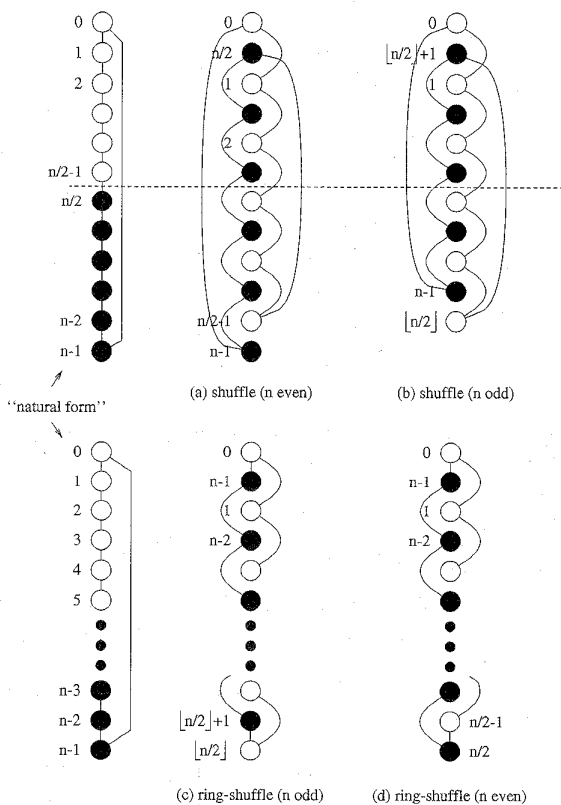 0
1
2
n/2-1
n/2
n-2
n-1
0
n/2
1
2
n/2-1
n-1
(a) shuffle (n even)
0
⌊n/2⌋+1
1
n-1
⌊n/2⌋
(b) shuffle (n odd)
"natural form"
0
1
2
3
4
5
n-3
n-2
n-1
0
n-1
1
n-2
⌊n/2⌋+1
⌊n/2⌋
(c) ring-shuffle (n odd)
0
n-1
1
n-2
n/2-1
n/2
(d) ring-shuffle (n even)